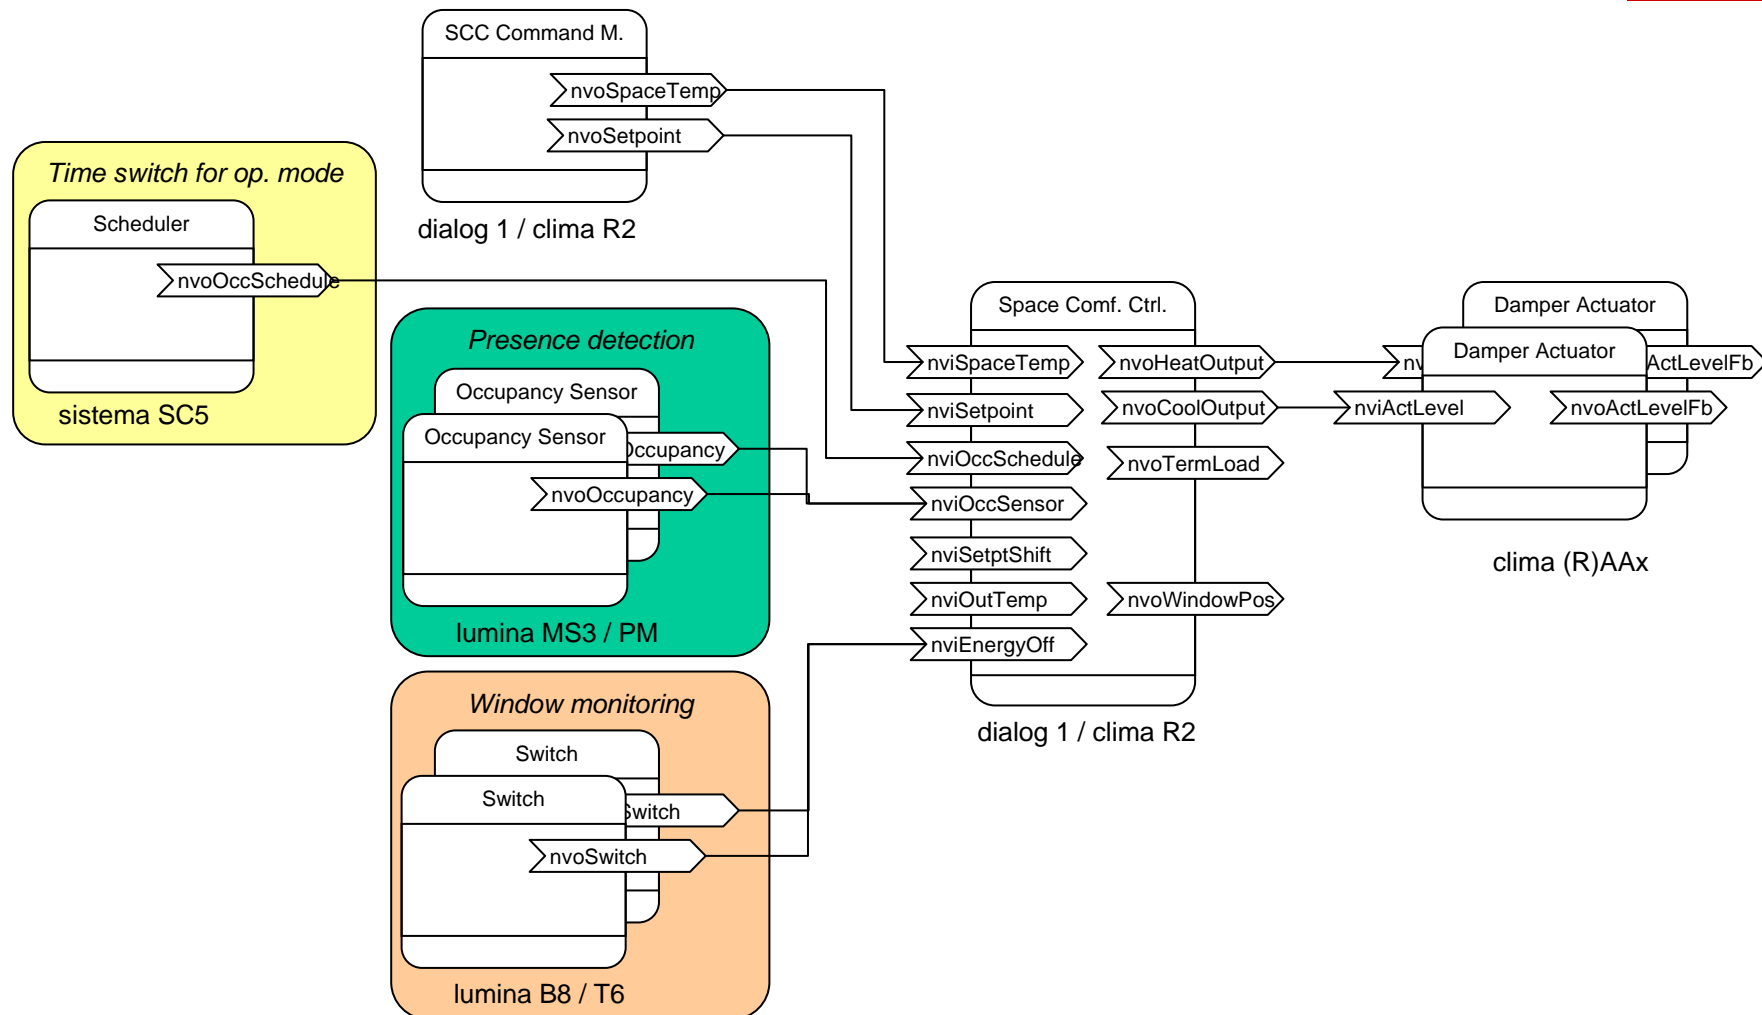 SCC Command M.
nvoSpaceTemp
nvoSetpoint
dialog 1 / clima R2
Time switch for op. mode
Scheduler
nvoOccSchedule
sistema SC5
Presence detection
Occupancy Sensor
Occupancy Sensor
Occupancy
nvoOccupancy
lumina MS3 / PM
Window monitoring
Switch
Switch
Switch
nvoSwitch
lumina B8 / T6
Space Comf. Ctrl.
nviSpaceTemp
nvoHeatOutput
nviSetpoint
nvoCoolOutput
nviOccSchedule
nvoTermLoad
nviOccSensor
nviSetptShift
nviOutTemp
nvoWindowPos
nviEnergyOff
dialog 1 / clima R2
Damper Actuator
Damper Actuator
nv
ActLevelFb
nviActLevel
nvoActLevelFb
clima (R)AAx